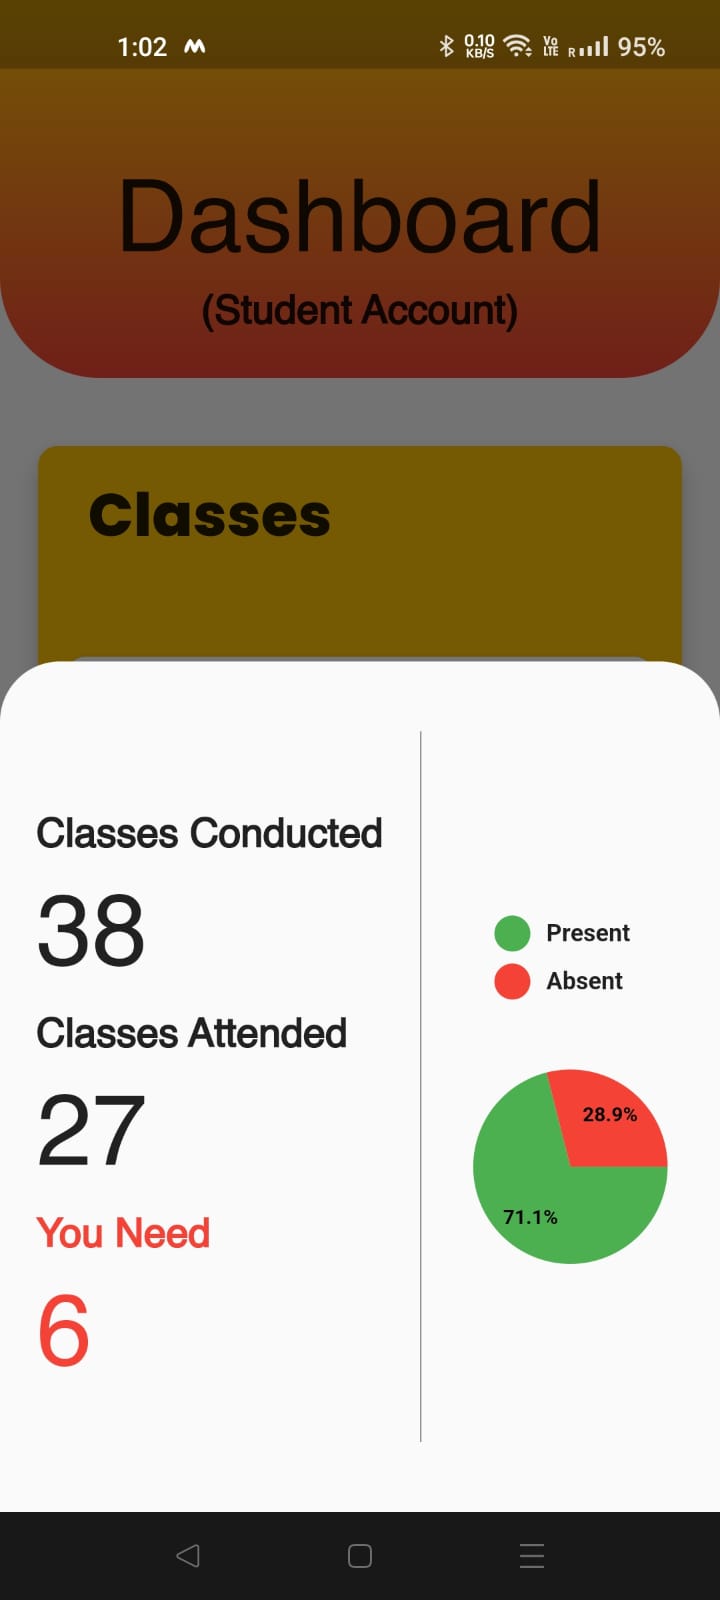 1:02 0.10 KB/S Vo LTE R 95%
Dashboard
(Student Account)
Classes
Classes Conducted
38
Classes Attended
27
You Need
6
Present
Absent
28.9%
71.1%